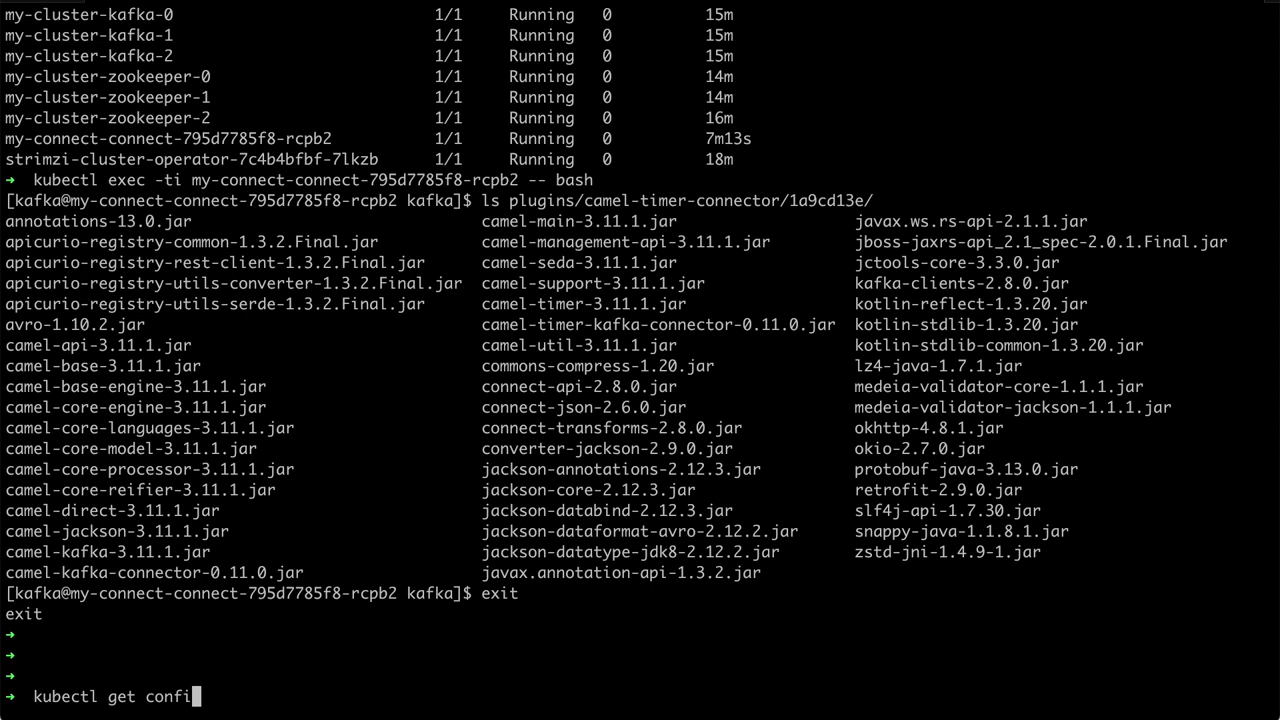 my-cluster-kafka-0 1/1 Running 0 15m
my-cluster-kafka-1 1/1 Running 0 15m
my-cluster-kafka-2 1/1 Running 0 15m
my-cluster-zookeeper-0 1/1 Running 0 14m
my-cluster-zookeeper-1 1/1 Running 0 14m
my-cluster-zookeeper-2 1/1 Running 0 16m
my-connect-connect-795d7785f8-rcpb2 1/1 Running 0 7m13s
strimzi-cluster-operator-7c4b4bfbf-7lkzb 1/1 Running 0 18m
➜ kubectl exec -ti my-connect-connect-795d7785f8-rcpb2 -- bash
[kafka@my-connect-connect-795d7785f8-rcpb2 kafka]$ ls plugins/camel-timer-connector/1a9cd13e/
annotations-13.0.jar camel-main-3.11.1.jar javax.ws.rs-api-2.1.1.jar
apicurio-registry-common-1.3.2.Final.jar camel-management-api-3.11.1.jar jboss-jaxrs-api_2.1_spec-2.0.1.Final.jar
apicurio-registry-rest-client-1.3.2.Final.jar camel-seda-3.11.1.jar jctools-core-3.3.0.jar
apicurio-registry-utils-converter-1.3.2.Final.jar camel-support-3.11.1.jar kafka-clients-2.8.0.jar
apicurio-registry-utils-serde-1.3.2.Final.jar camel-timer-3.11.1.jar kotlin-reflect-1.3.20.jar
avro-1.10.2.jar camel-timer-kafka-connector-0.11.0.jar kotlin-stdlib-1.3.20.jar
camel-api-3.11.1.jar camel-util-3.11.1.jar kotlin-stdlib-common-1.3.20.jar
camel-base-3.11.1.jar commons-compress-1.20.jar lz4-java-1.7.1.jar
camel-base-engine-3.11.1.jar connect-api-2.8.0.jar medeia-validator-core-1.1.1.jar
camel-core-engine-3.11.1.jar connect-json-2.6.0.jar medeia-validator-jackson-1.1.1.jar
camel-core-languages-3.11.1.jar connect-transforms-2.8.0.jar okhttp-4.8.1.jar
camel-core-model-3.11.1.jar converter-jackson-2.9.0.jar okio-2.7.0.jar
camel-core-processor-3.11.1.jar jackson-annotations-2.12.3.jar protobuf-java-3.13.0.jar
camel-core-reifier-3.11.1.jar jackson-core-2.12.3.jar retrofit-2.9.0.jar
camel-direct-3.11.1.jar jackson-databind-2.12.3.jar slf4j-api-1.7.30.jar
camel-jackson-3.11.1.jar jackson-dataformat-avro-2.12.2.jar snappy-java-1.1.8.1.jar
camel-kafka-3.11.1.jar jackson-datatype-jdk8-2.12.2.jar zstd-jni-1.4.9-1.jar
camel-kafka-connector-0.11.0.jar javax.annotation-api-1.3.2.jar
[kafka@my-connect-connect-795d7785f8-rcpb2 kafka]$ exit
exit
➜
➜
➜
➜ kubectl get confi